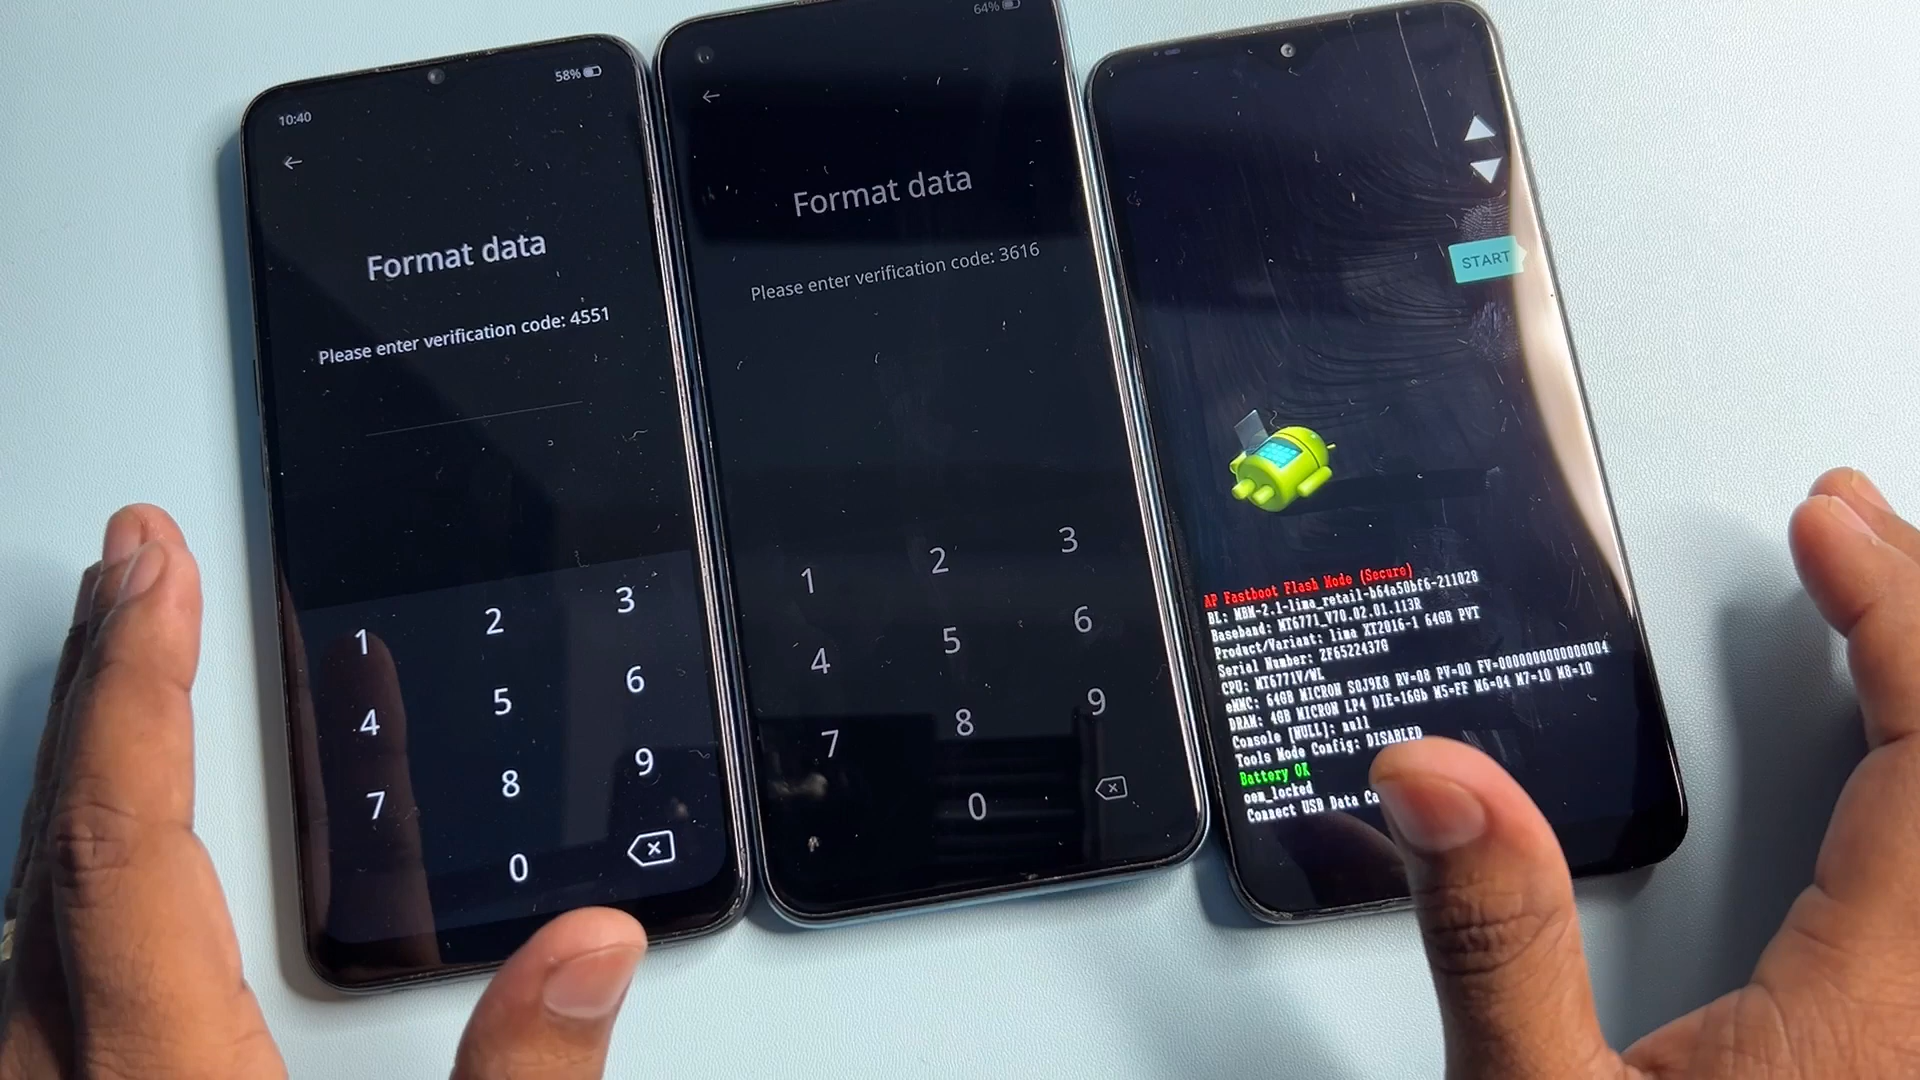 10:40
58%
Format data
Please enter verification code: 4551
1 2 3
4 5 6
7 8 9
0
64%
Format data
Please enter verification code: 3616
1 2 3
4 5 6
7 8 9
0
START
AP Fastboot Flash Mode (Secure)
BL: MBM-2.1-lima_retail-b64a50bf6-211028
Baseband: MT6771_V70.02.01.113R
Product/Variant: lima XT2016-1 64GB PVT
Serial Number: ZF6522437G
CPU: MT6771V/WL
eMMC: 64GB MICRON S0J9K8 RV=08 PV=00 FV=0000000000000004
DRAM: 4GB MICRON LP4 DIE=16Gb M5=FF M6=04 M7=10 M8=10
Console [NULL]: null
Tools Mode Config: DISABLED
Battery OK
oem_locked
Connect USB Data Ca